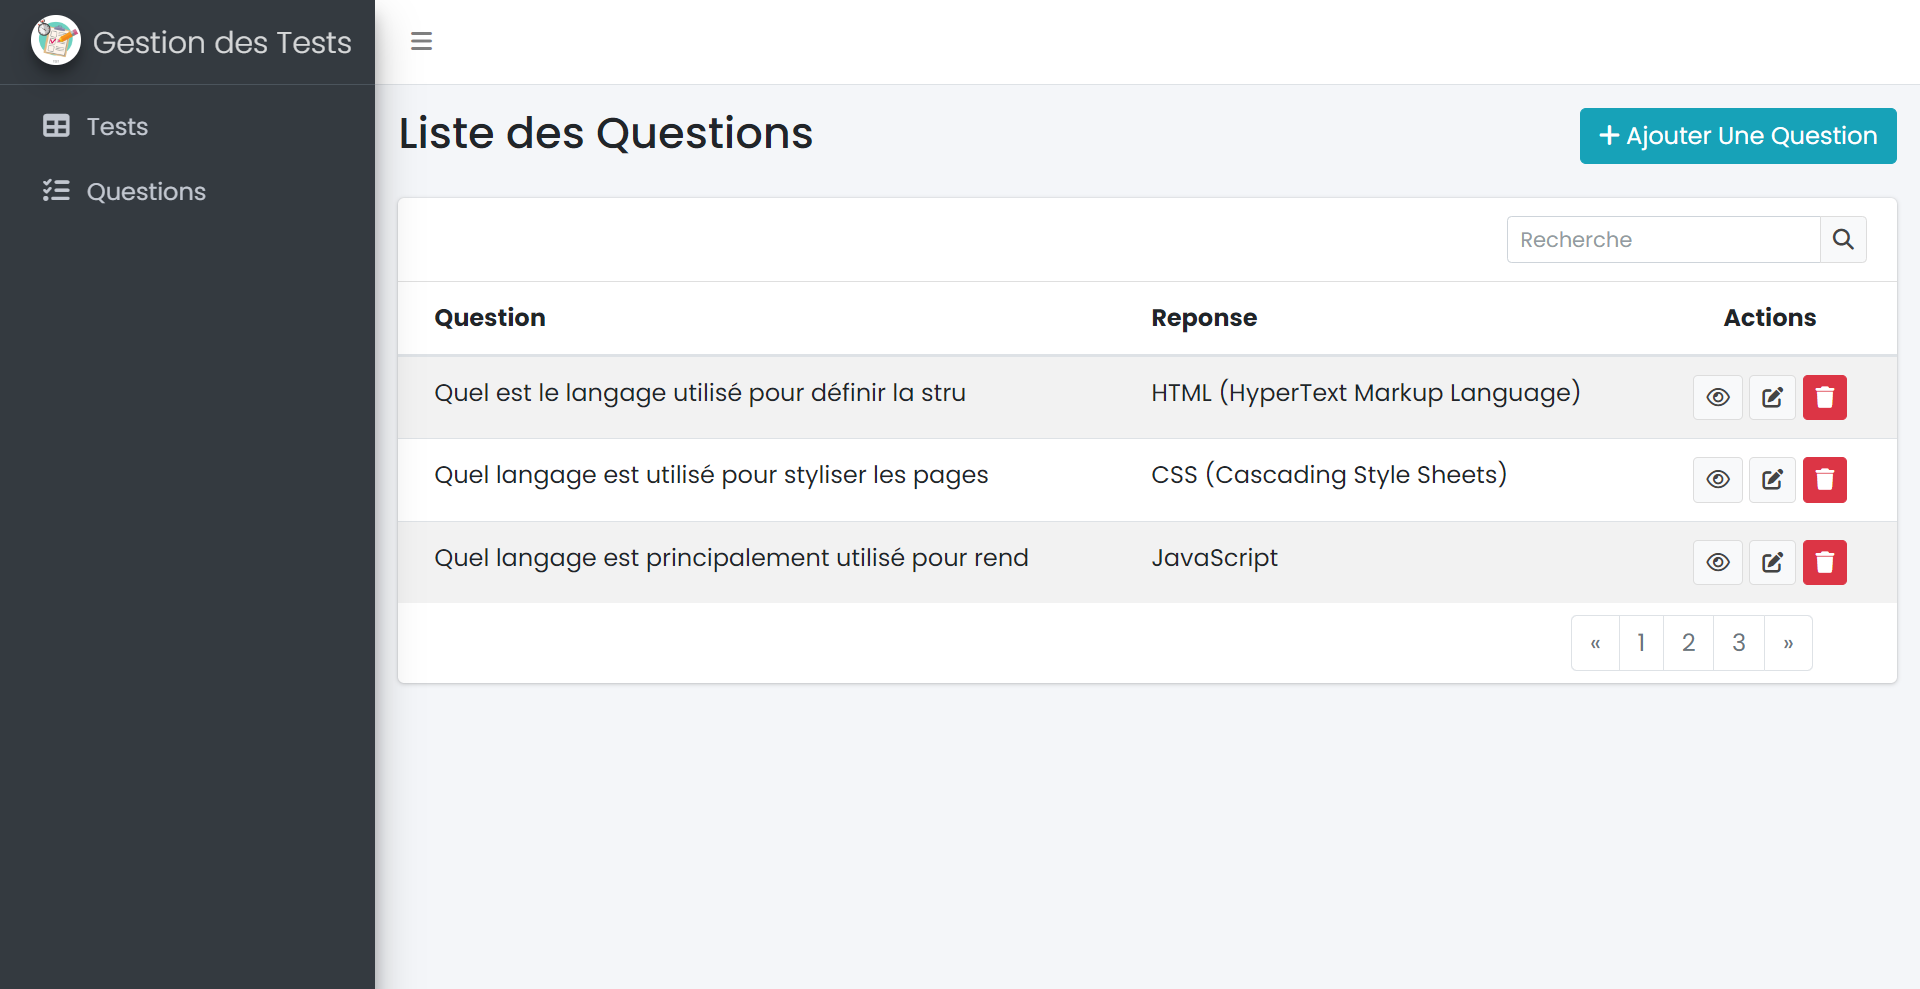 Gestion des Tests
Tests
Questions
Liste des Questions
Ajouter Une Question
Recherche
Question Reponse Actions
Quel est le langage utilisé pour définir la stru HTML (HyperText Markup Language)
Quel langage est utilisé pour styliser les pages CSS (Cascading Style Sheets)
Quel langage est principalement utilisé pour rend JavaScript
« 1 2 3 »